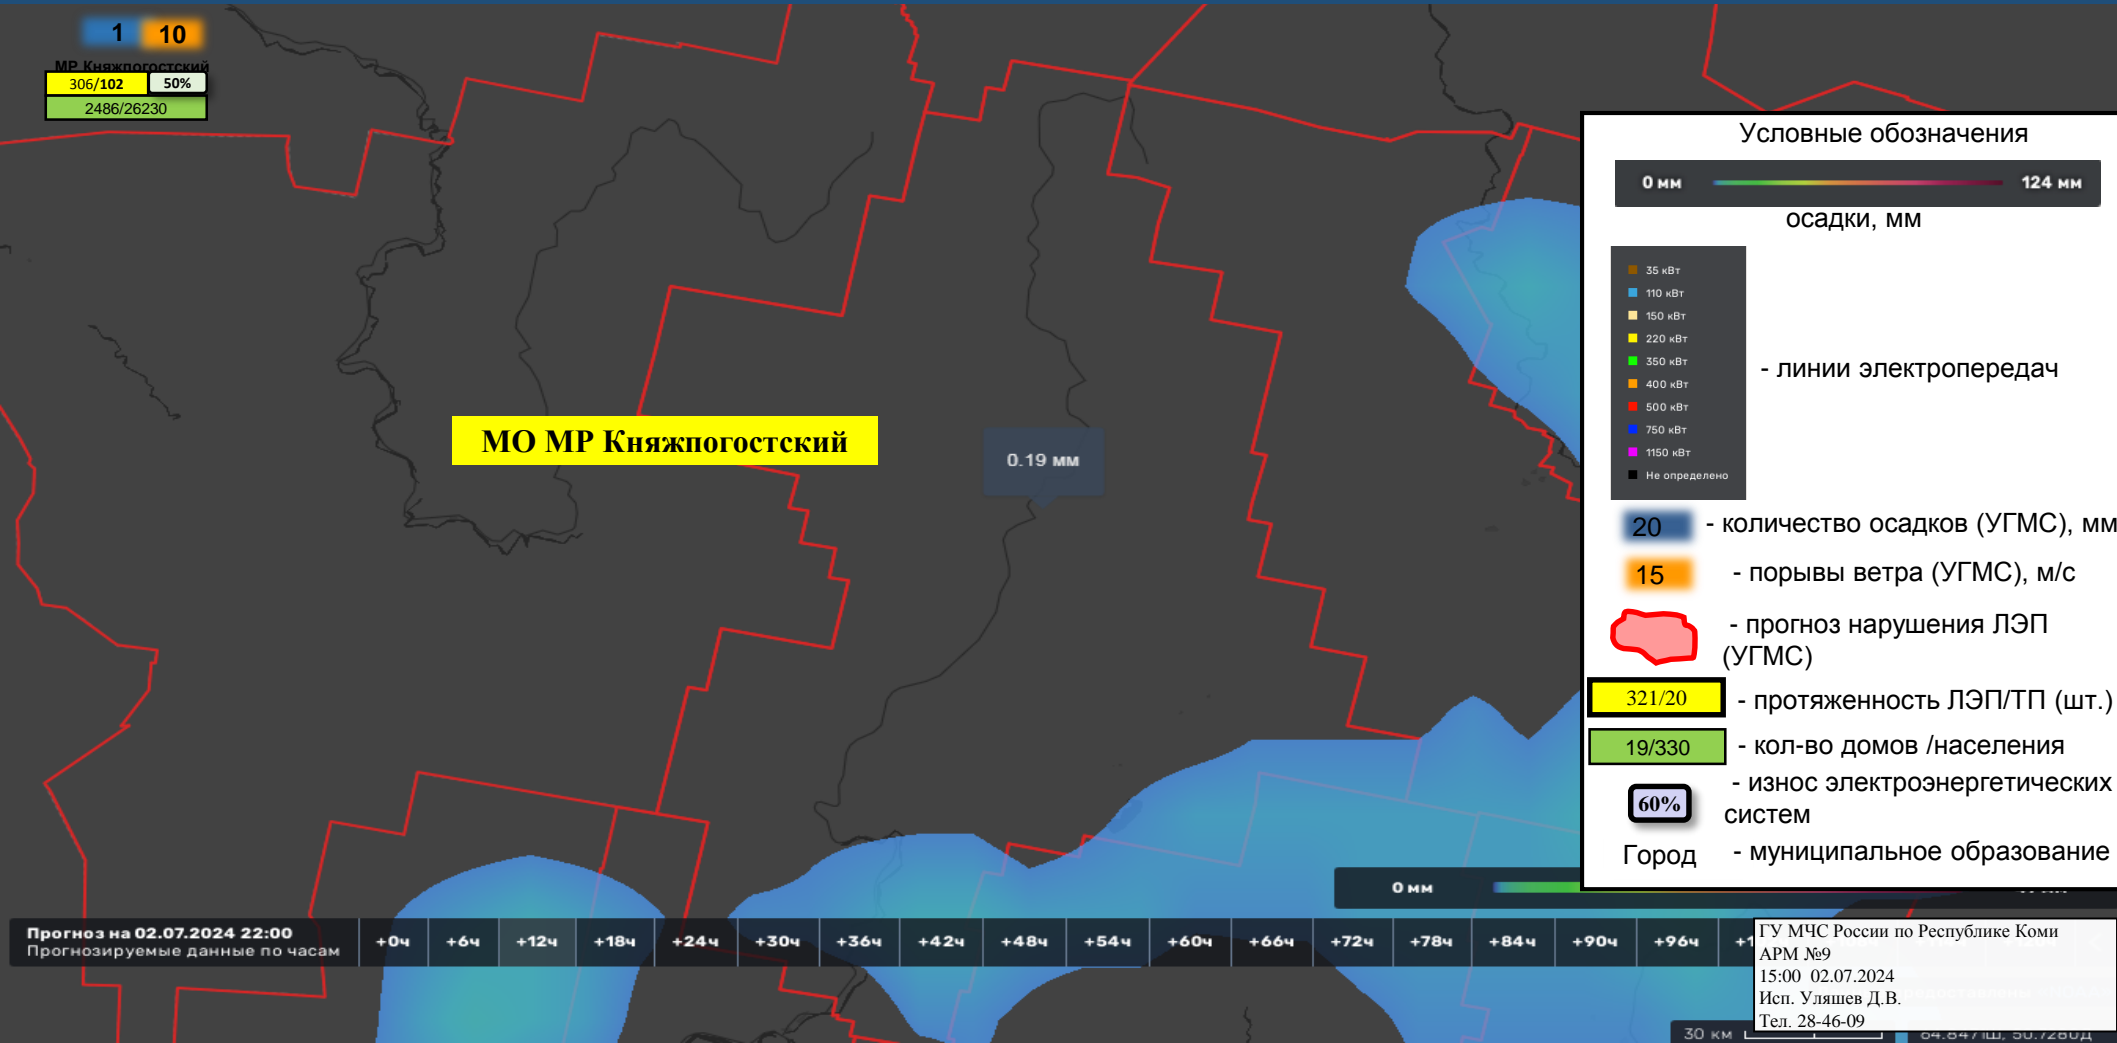 1 10
МР Княжпогостский
306/102 50%
2486/26230
МО МР Княжпогостский
0.19 мм
Условные обозначения
0 мм 124 мм
осадки, мм
35 кВт
110 кВт
150 кВт
220 кВт
350 кВт
400 кВт
500 кВт
750 кВт
1150 кВт
Не определено
- линии электропередач
20 - количество осадков (УГМС), мм
15 - порывы ветра (УГМС), м/с
- прогноз нарушения ЛЭП
(УГМС)
321/20 - протяженность ЛЭП/ТП (шт.)
19/330 - кол-во домов /населения
60% - износ электроэнергетических
систем
Город - муниципальное образование
0 мм
Прогноз на 02.07.2024 22:00
Прогнозируемые данные по часам
+0ч +6ч +12ч +18ч +24ч +30ч +36ч +42ч +48ч +54ч +60ч +66ч +72ч +78ч +84ч +90ч +96ч
ГУ МЧС России по Республике Коми
АРМ №9
15:00 02.07.2024
Исп. Уляшев Д.В.
Тел. 28-46-09
30 км